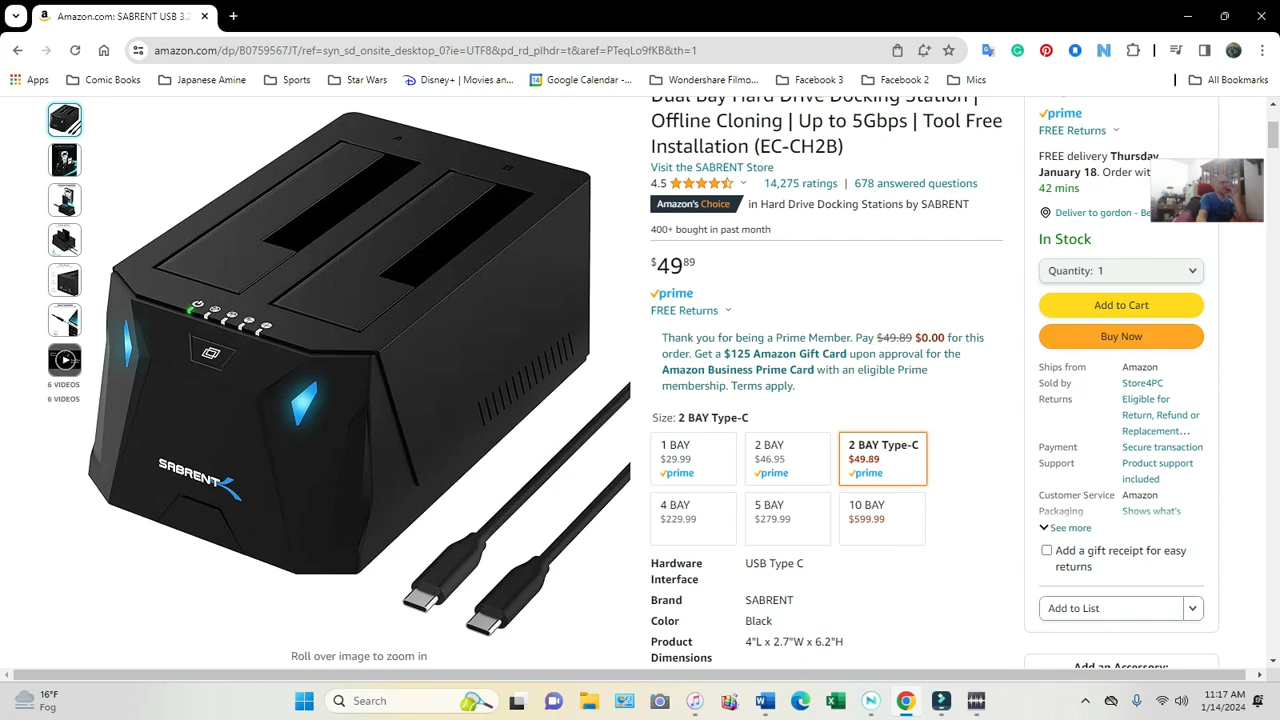 Amazon.com: SABRENT USB 3.2
amazon.com/dp/B0759567JT/ref=syn_sd_onsite_desktop_0?ie=UTF8&pd_rd_plhdr=t&aref=PTeqLo9fKB&th=1
Apps
Comic Books
Japanese Amine
Sports
Star Wars
Disney+ | Movies an...
Google Calendar -...
Wondershare Filmo...
Facebook 3
Facebook 2
Mics
All Bookmarks
6 VIDEOS
6 VIDEOS
SABRENT
Roll over image to zoom in
Dual Bay Hard Drive Docking Station |
Offline Cloning | Up to 5Gbps | Tool Free
Installation (EC-CH2B)
Visit the SABRENT Store
4.5 14,275 ratings | 678 answered questions
Amazon's Choice in Hard Drive Docking Stations by SABRENT
400+ bought in past month
$49 89
prime
FREE Returns
Thank you for being a Prime Member. Pay $49.89 $0.00 for this
order. Get a $125 Amazon Gift Card upon approval for the
Amazon Business Prime Card with an eligible Prime
membership. Terms apply.
Size: 2 BAY Type-C
1 BAY
$29.99
prime
2 BAY
$46.95
prime
2 BAY Type-C
$49.89
prime
4 BAY
$229.99
5 BAY
$279.99
10 BAY
$599.99
Hardware
Interface
USB Type C
Brand
SABRENT
Color
Black
Product
Dimensions
4"L x 2.7"W x 6.2"H
prime
FREE Returns
FREE delivery Thursday,
January 18. Order wit
42 mins
Deliver to gordon - Be
In Stock
Quantity: 1
Add to Cart
Buy Now
Ships from
Amazon
Sold by
Store4PC
Returns
Eligible for
Return, Refund or
Replacement...
Payment
Secure transaction
Support
Product support
included
Customer Service
Amazon
Packaging
Shows what's
See more
Add a gift receipt for easy
returns
Add to List
Add an Accessory:
16°F
Fog
Search
11:17 AM
1/14/2024